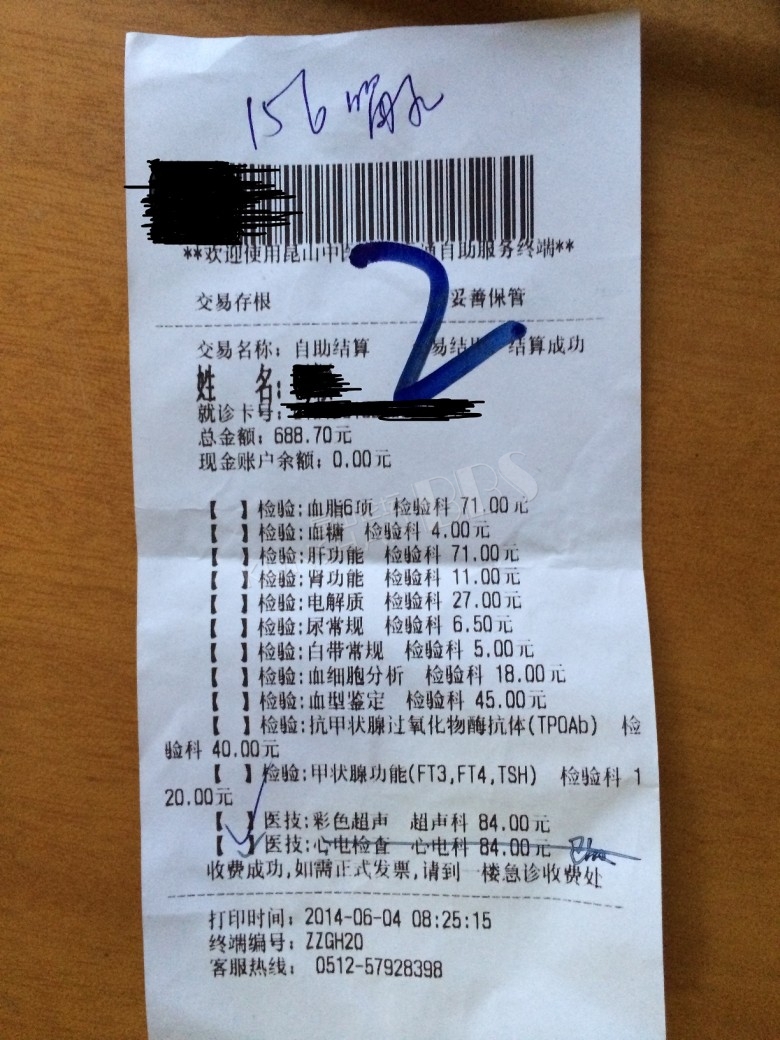 156
**欢迎使用昆山中 通自助服务终端**
交易存根 妥善保管
交易名称: 自助结算 易结 结算成功
姓 名:
就诊卡号:
总金额: 688.70元
现金账户余额: 0.00元
【 】检验:血脂6项 检验科 71.00元
【 】检验:血糖 检验科 4.00元
【 】检验:肝功能 检验科 71.00元
【 】检验:肾功能 检验科 11.00元
【 】检验:电解质 检验科 27.00元
【 】检验:尿常规 检验科 6.50元
【 】检验:白带常规 检验科 5.00元
【 】检验:血细胞分析 检验科 18.00元
【 】检验:血型鉴定 检验科 45.00元
【 】检验:抗甲状腺过氧化物酶抗体(TPOAb) 检
验科 40.00元
【 】检验:甲状腺功能(FT3,FT4,TSH) 检验科 1
20.00元
【 】医技:彩色超声 超声科 84.00元
【 】医技:心电检查 心电科 84.00元
收费成功,如需正式发票,请到一楼急诊收费处
打印时间: 2014-06-04 08:25:15
终端编号: ZZGH20
客服热线: 0512-57928398
2
BBS